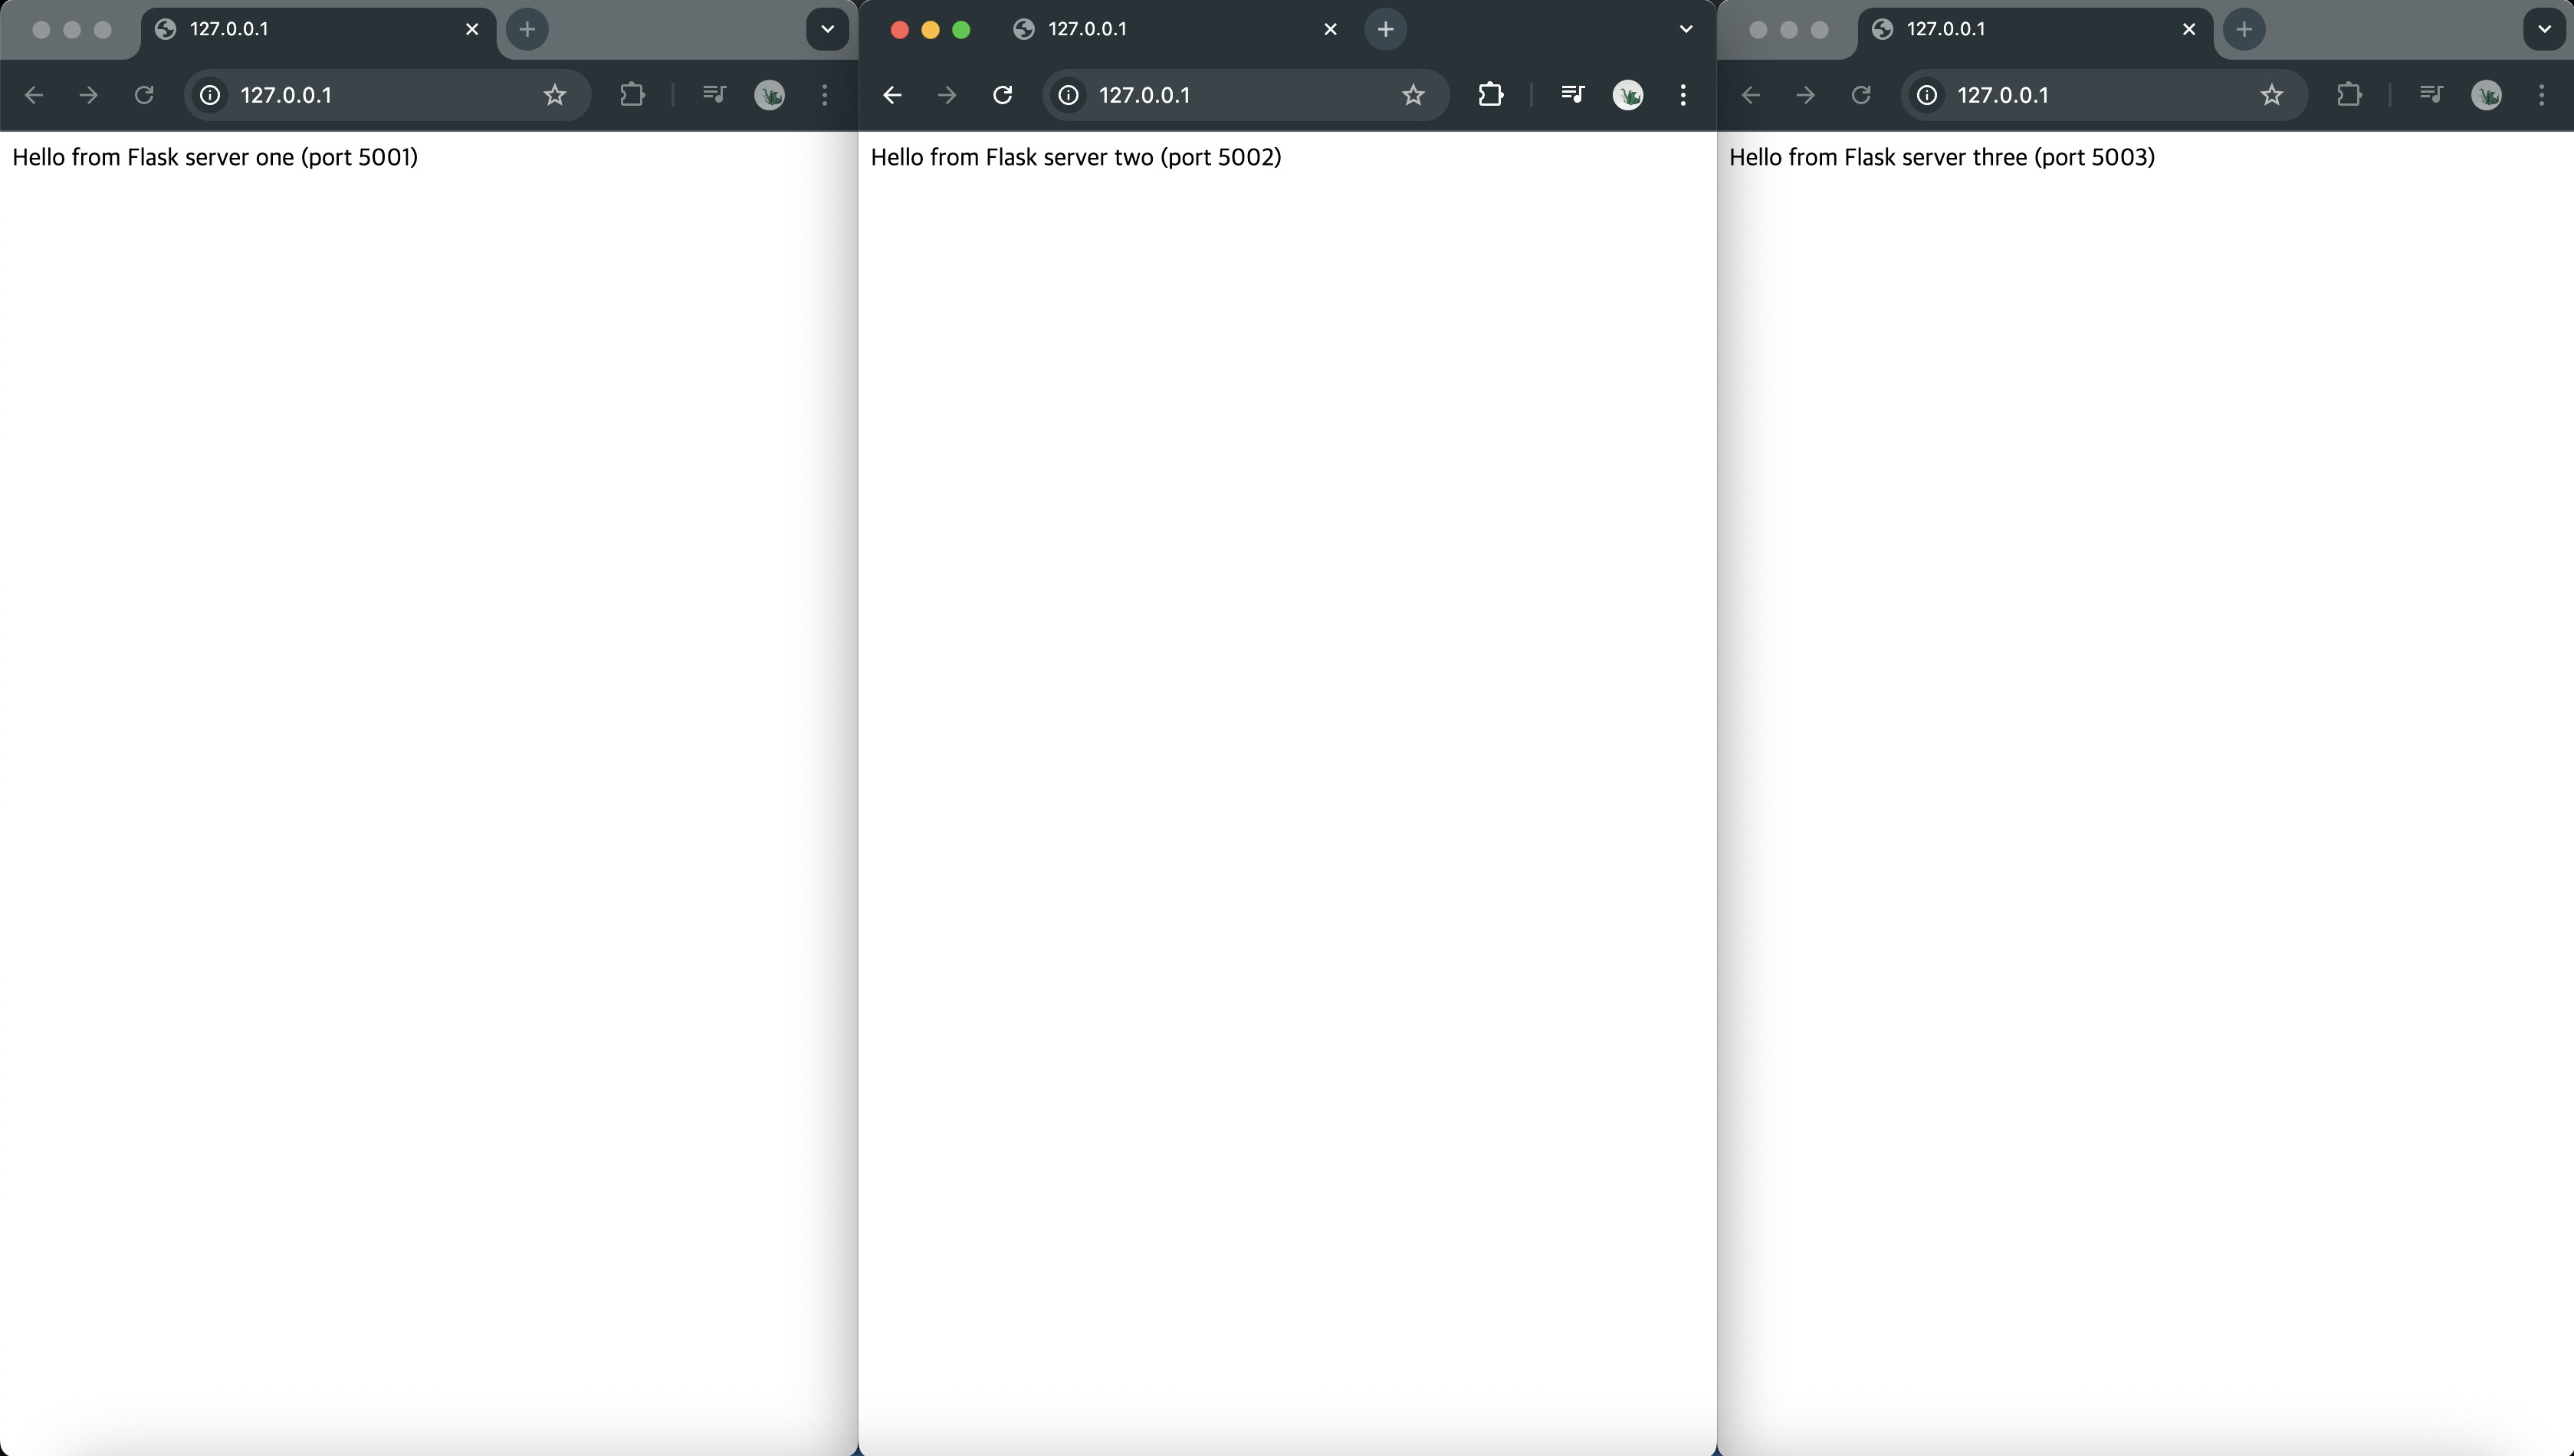 127.0.0.1
127.0.0.1
Hello from Flask server one (port 5001)
127.0.0.1
127.0.0.1
Hello from Flask server two (port 5002)
127.0.0.1
127.0.0.1
Hello from Flask server three (port 5003)